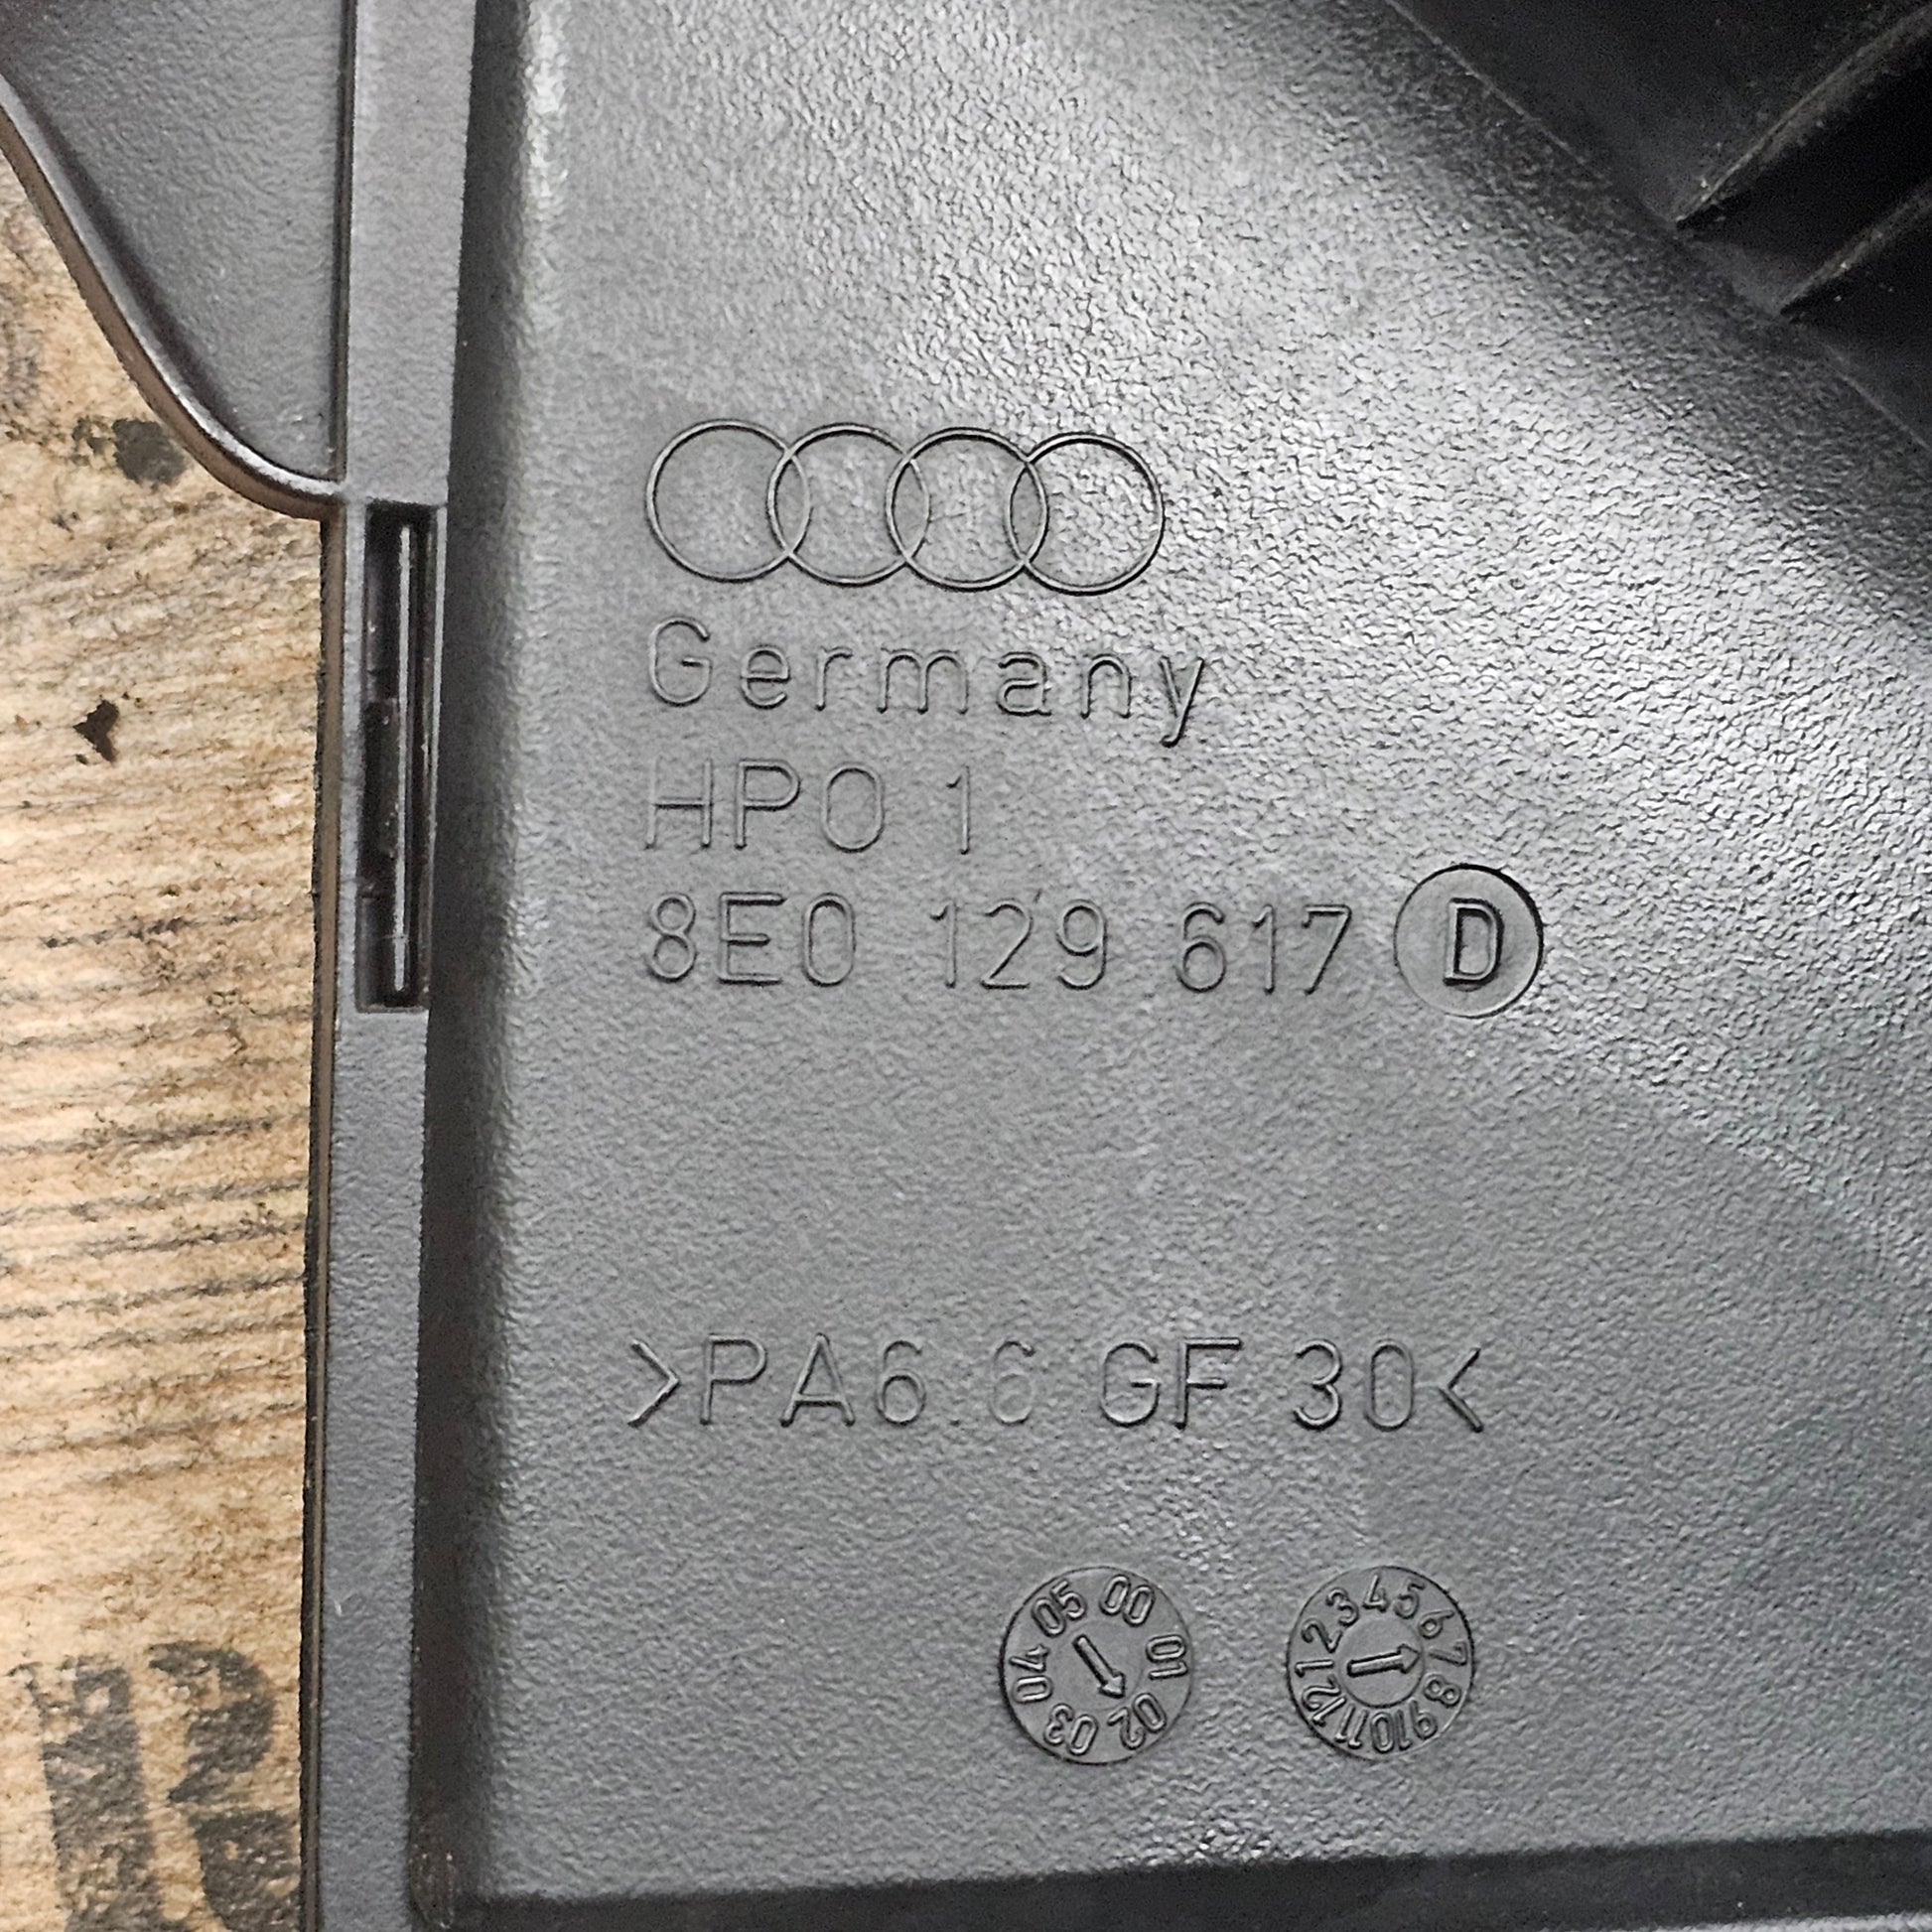 Germany
HPO 1
8E0 129 617 D
>PA6.6 GF 30<
00 01 02 03 04 05
1 2 3 4 5 6 7 8 9 10 11 12